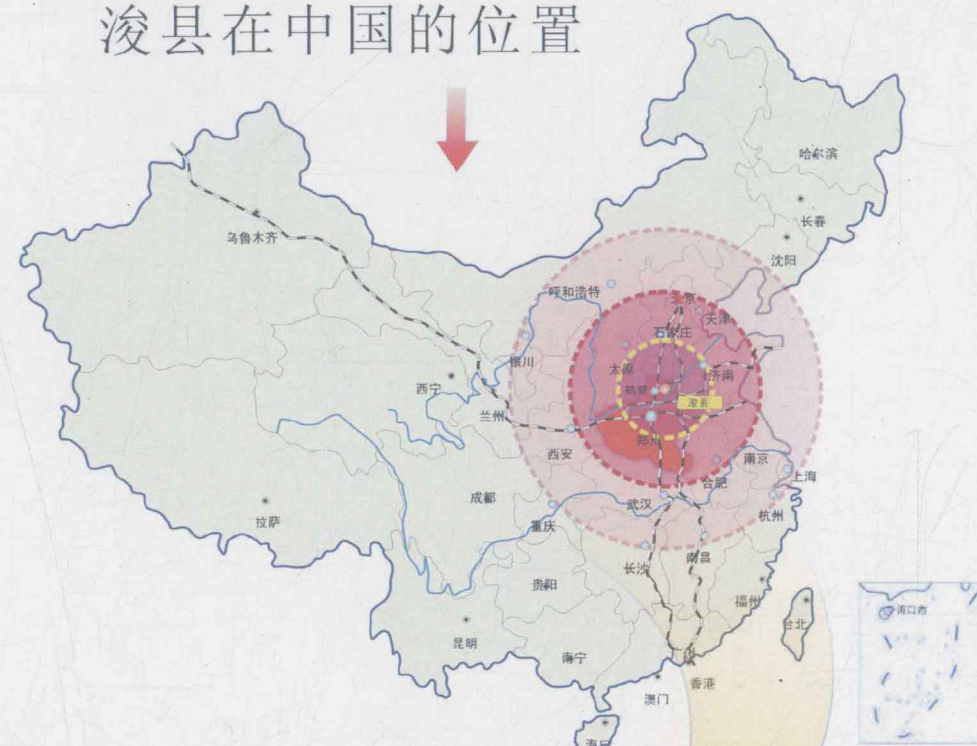 浚县在中国的位置
哈尔滨
长春
沈阳
乌鲁木齐
呼和浩特
北京
天津
石家庄
银川
太原
济南
西宁
鹤壁
浚县
兰州
郑州
西安
南京
上海
合肥
成都
武汉
杭州
拉萨
重庆
南昌
长沙
贵阳
福州
海口市
台北
昆明
南宁
香港
澳门
海口